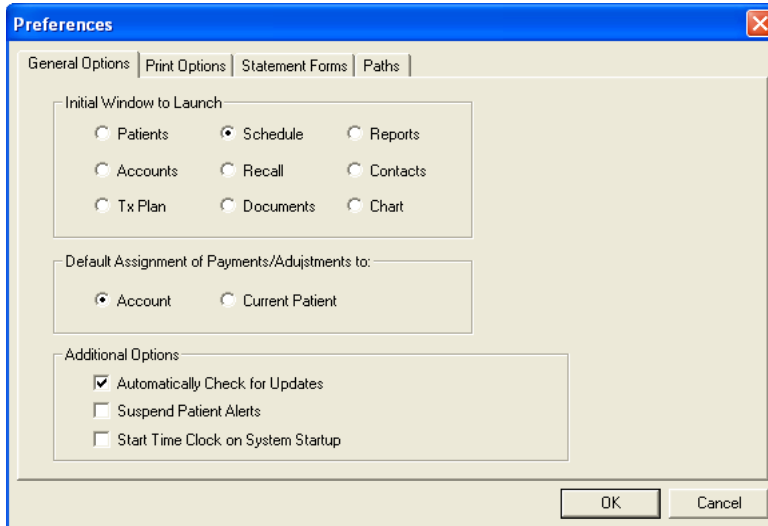 Preferences
General Options Print Options Statement Forms Paths
Initial Window to Launch
Patients Schedule Reports
Accounts Recall Contacts
Tx Plan Documents Chart
Default Assignment of Payments/Adujstments to:
Account Current Patient
Additional Options
Automatically Check for Updates
Suspend Patient Alerts
Start Time Clock on System Startup
OK Cancel